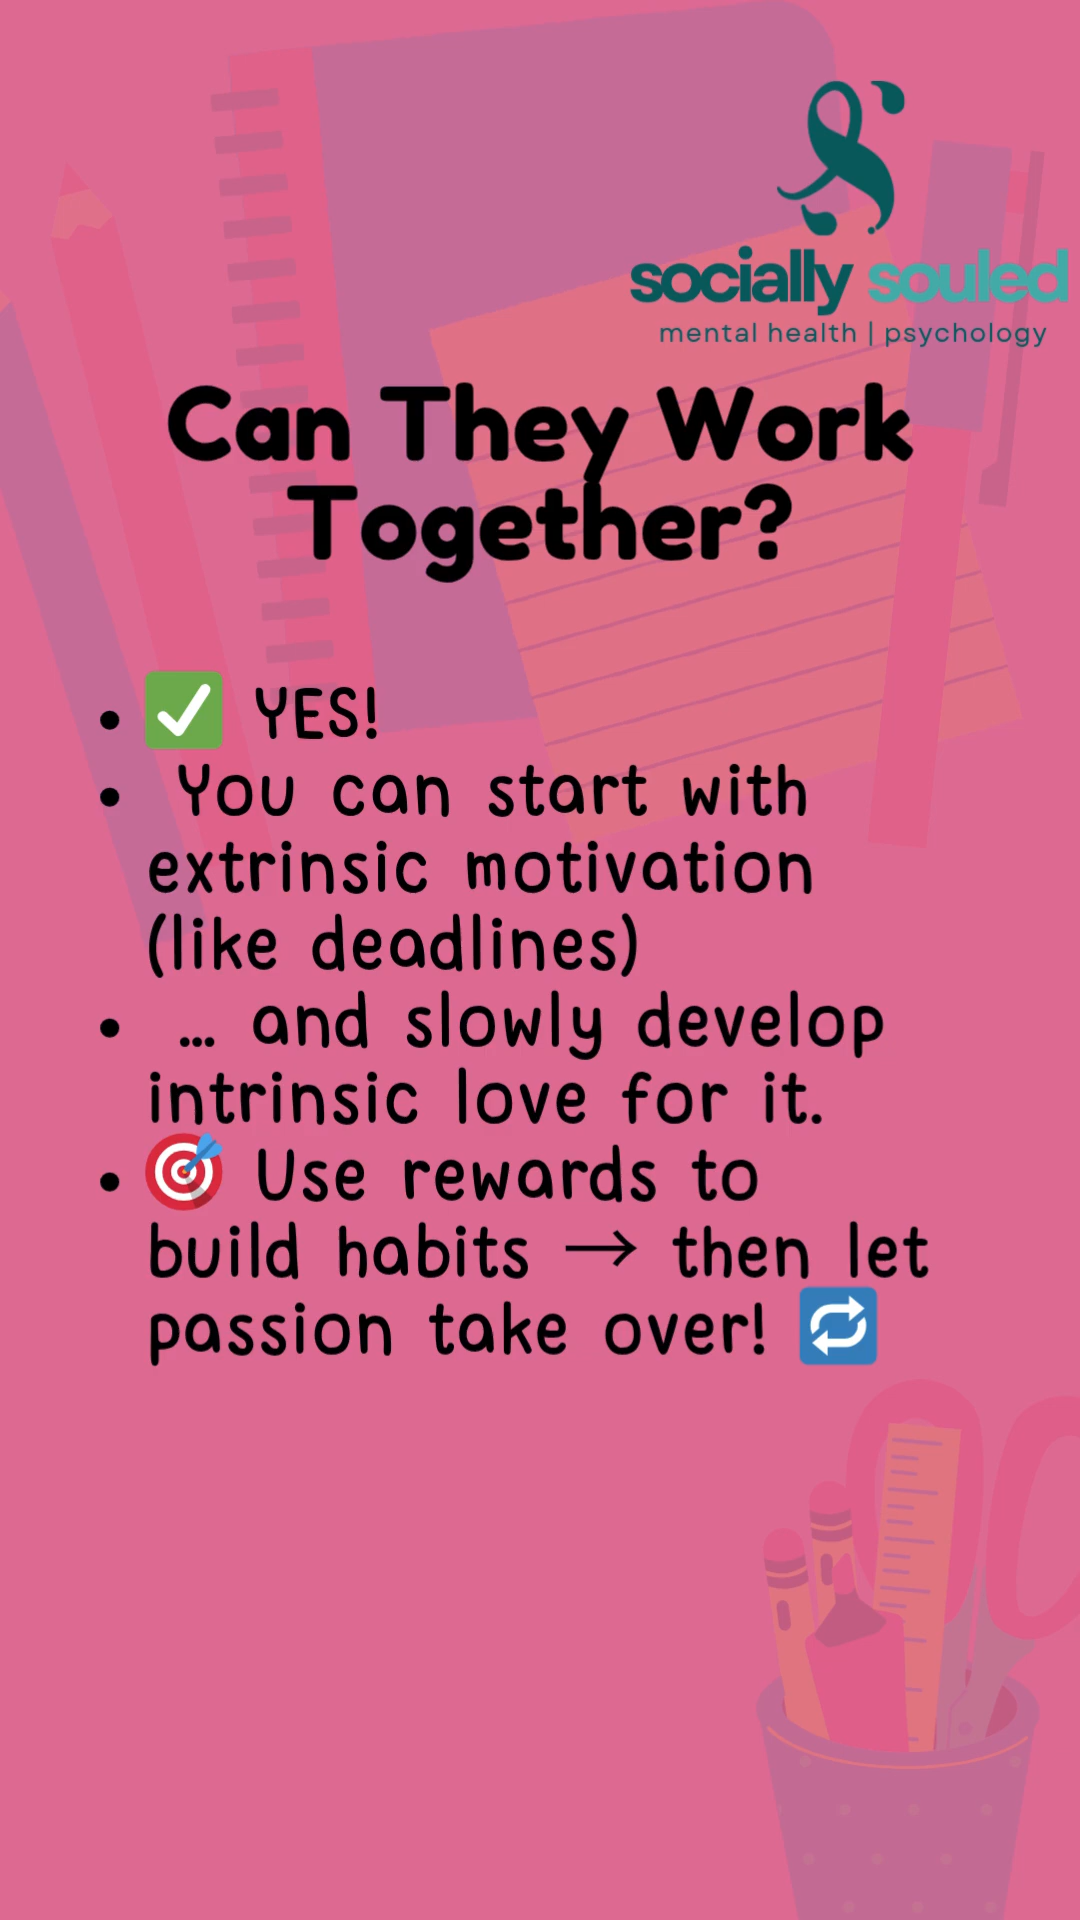 socially souled
mental health | psychology
Can They Work
Together?
• ✅ YES!
• You can start with
extrinsic motivation
(like deadlines)
• ... and slowly develop
intrinsic love for it.
• 🎯 Use rewards to
build habits → then let
passion take over! 🔁